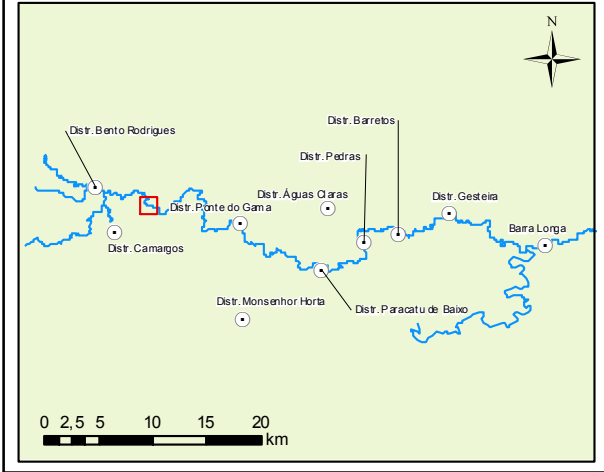 N
Distr. Barretos
Distr. Bento Rodrigues
Distr. Pedras
Distr. Águas Claras
Distr. Gesteira
Distr. Ponte do Gama
Barra Longa
Distr. Camargos
Distr. Monsenhor Horta
Distr. Paracatu de Baixo
0 2,5 5 10 15 20
km